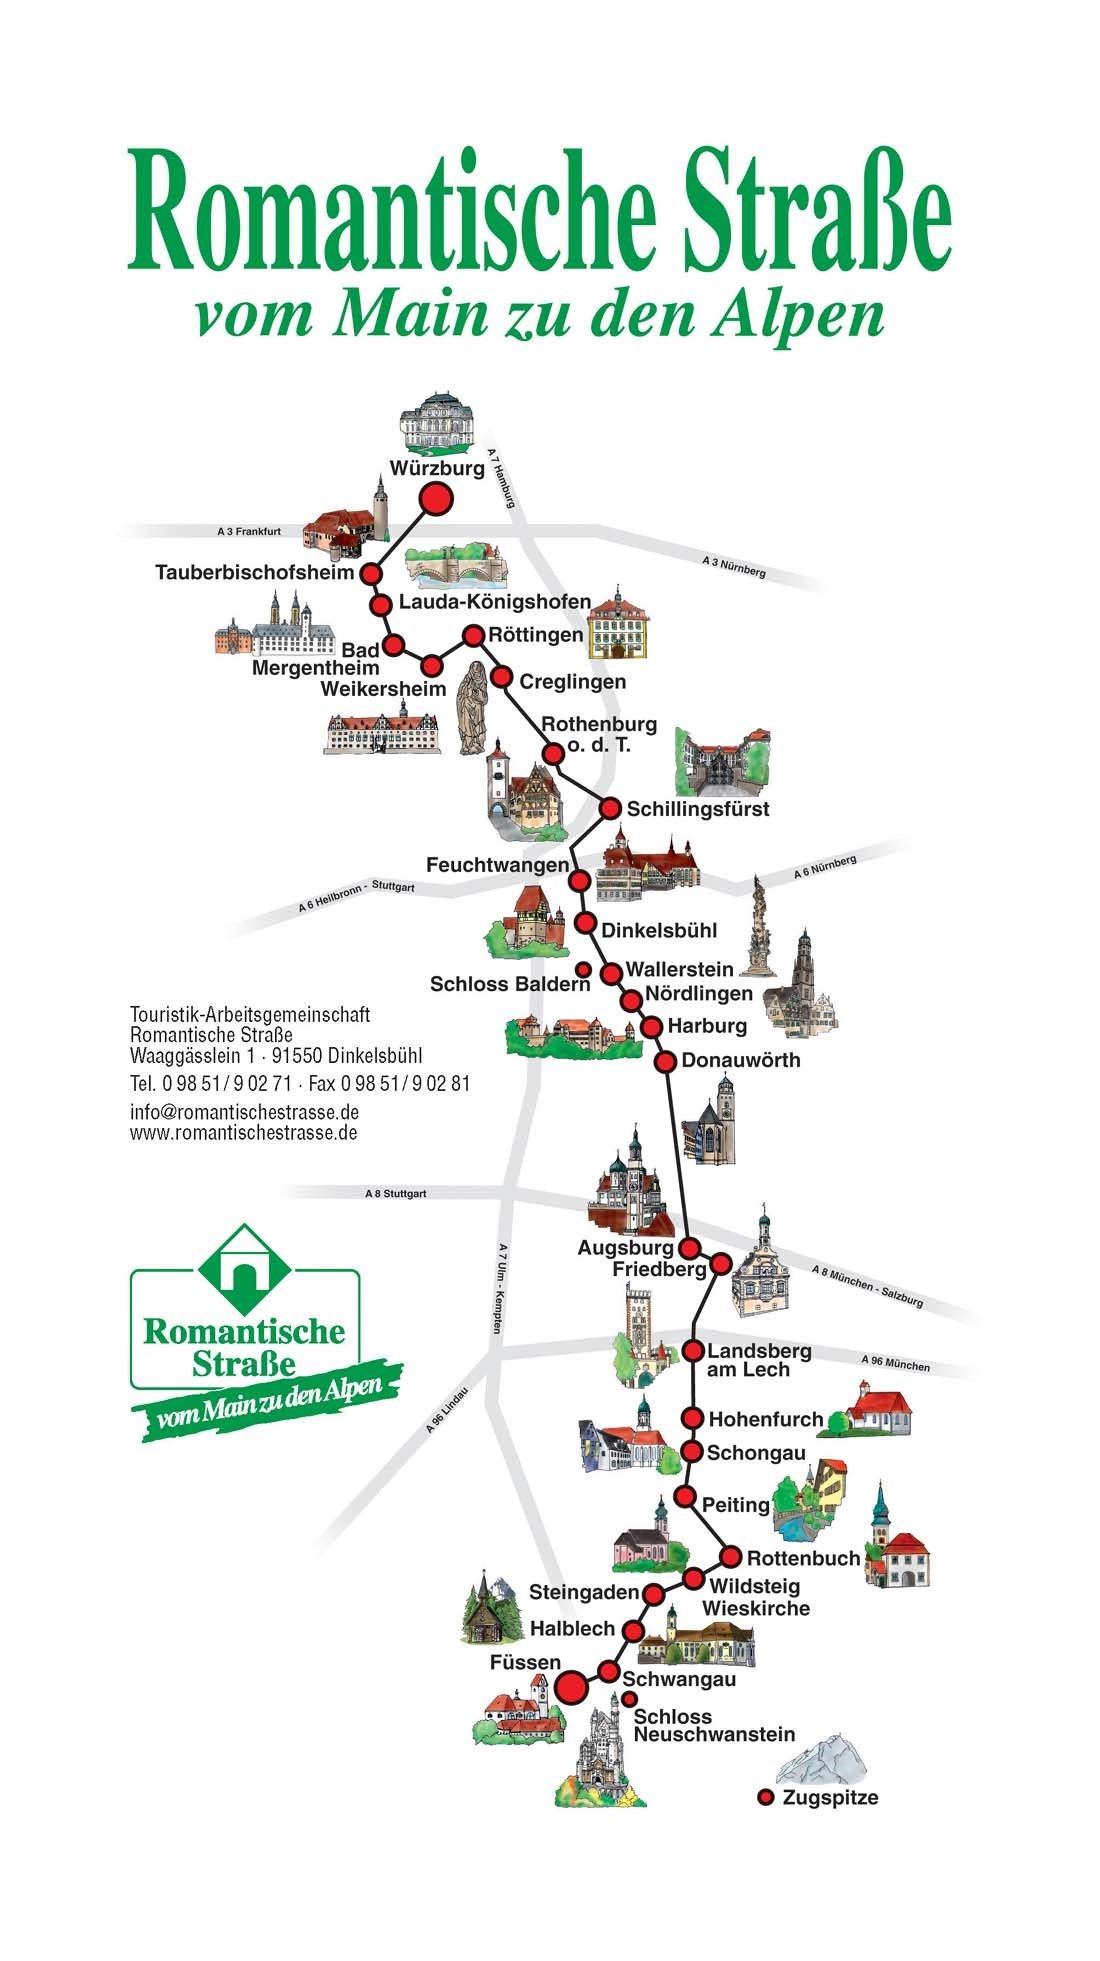 Romantische Straße
vom Main zu den Alpen
Würzburg
A 7 Hamburg
A 3 Frankfurt
A 3 Nürnberg
Tauberbischofsheim
Lauda-Königshofen
Röttingen
Bad
Mergentheim
Weikersheim
Creglingen
Rothenburg
o. d. T.
Schillingsfürst
Feuchtwangen
A 6 Heilbronn - Stuttgart
A 6 Nürnberg
Dinkelsbühl
Wallerstein
Schloss Baldern
Nördlingen
Harburg
Donauwörth
Touristik-Arbeitsgemeinschaft
Romantische Straße
Waaggässlein 1 · 91550 Dinkelsbühl
Tel. 0 98 51 / 9 02 71 · Fax 0 98 51 / 9 02 81
info@romantischestrasse.de
www.romantischestrasse.de
A 8 Stuttgart
Augsburg
Friedberg
A 8 München - Salzburg
A 7 Ulm - Kempten
Romantische
Straße
vom Main zu den Alpen
Landsberg
am Lech
A 96 München
A 96 Lindau
Hohenfurch
Schongau
Peiting
Rottenbuch
Wildsteig
Wieskirche
Steingaden
Halblech
Füssen
Schwangau
Schloss
Neuschwanstein
Zugspitze